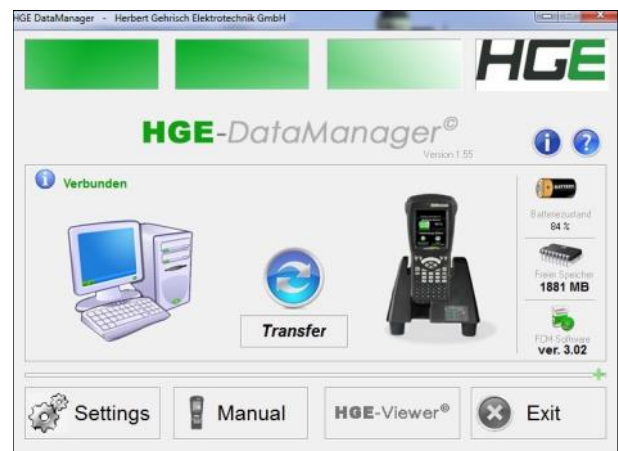 HGE DataManager - Herbert Gehrisch Elektrotechnik GmbH
HGE
HGE-DataManager©
Version 1.55
Verbunden
BATTERY
Batteriezustand
84 %
Freier Speicher
1881 MB
Transfer
FCM-Software
ver. 3.02
Settings
Manual
HGE-Viewer®
Exit